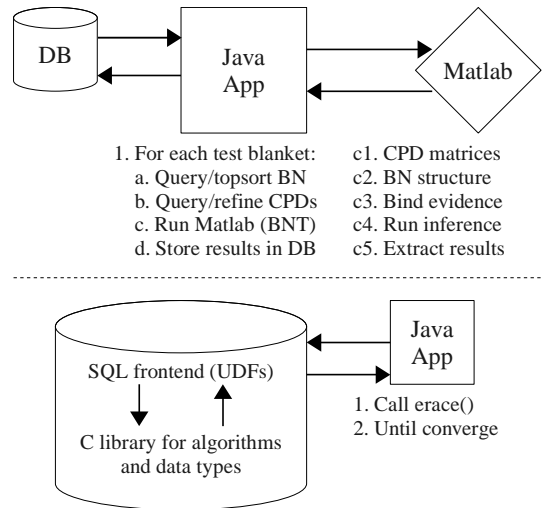 DB
Java
App
Matlab
1. For each test blanket:
a. Query/topsort BN
b. Query/refine CPDs
c. Run Matlab (BNT)
d. Store results in DB
c1. CPD matrices
c2. BN structure
c3. Bind evidence
c4. Run inference
c5. Extract results
SQL frontend (UDFs)
C library for algorithms
and data types
Java
App
1. Call erace()
2. Until converge